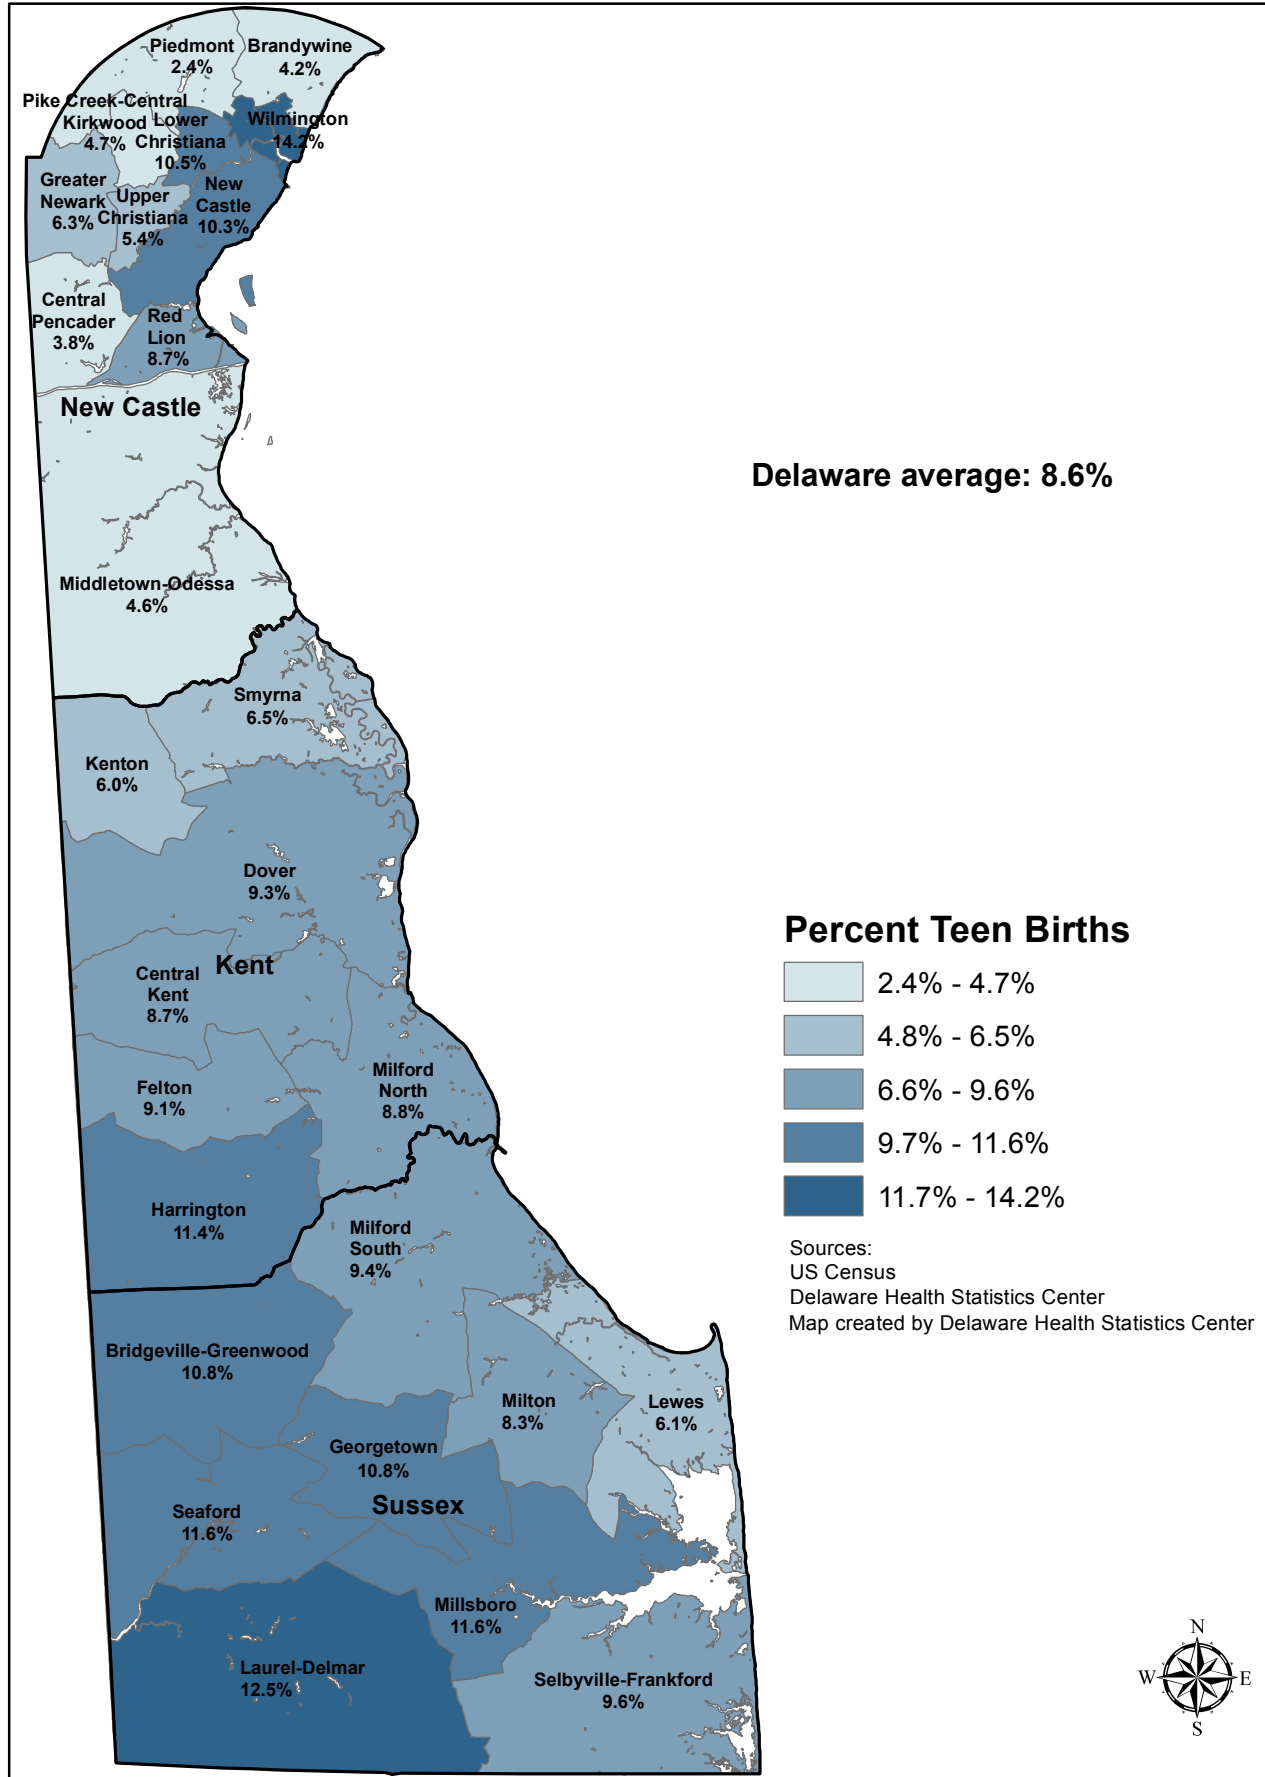 Piedmont
2.4%
Brandywine
4.2%
Pike Creek-Central
Kirkwood
4.7%
Lower
Christiana
10.5%
Wilmington
14.2%
Greater
Newark
6.3%
Upper
Christiana
5.4%
New
Castle
10.3%
Central
Pencader
3.8%
Red
Lion
8.7%
New Castle
Delaware average: 8.6%
Middletown-Odessa
4.6%
Smyrna
6.5%
Kenton
6.0%
Dover
9.3%
Kent
Central
Kent
8.7%
Felton
9.1%
Milford
North
8.8%
Harrington
11.4%
Percent Teen Births
2.4% - 4.7%
4.8% - 6.5%
6.6% - 9.6%
9.7% - 11.6%
11.7% - 14.2%
Sources:
US Census
Delaware Health Statistics Center
Map created by Delaware Health Statistics Center
Milford
South
9.4%
Bridgeville-Greenwood
10.8%
Milton
8.3%
Lewes
6.1%
Georgetown
10.8%
Sussex
Seaford
11.6%
Millsboro
11.6%
Laurel-Delmar
12.5%
Selbyville-Frankford
9.6%
N
W E
S